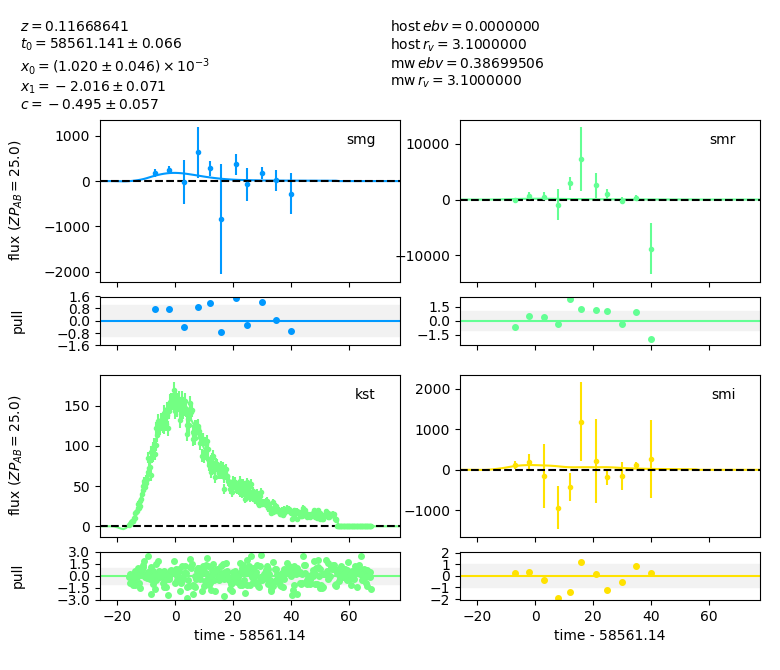 z = 0.11668641
t₀ = 58561.141 ± 0.066
x₀ = (1.020 ± 0.046) × 10⁻³
x₁ = −2.016 ± 0.071
c = −0.495 ± 0.057
host ebv = 0.0000000
host r_v = 3.1000000
mw ebv = 0.38699506
mw r_v = 3.1000000
smg
flux (ZP_AB = 25.0)
1000
0
−1000
−2000
smr
10000
0
−10000
pull
1.6
0.8
0.0
−0.8
−1.6
1.5
0.0
−1.5
kst
flux (ZP_AB = 25.0)
150
100
50
0
smi
2000
1000
0
−1000
pull
3.0
1.5
0.0
−1.5
−3.0
2
1
0
−1
−2
−20 0 20 40 60
time - 58561.14
−20 0 20 40 60
time - 58561.14